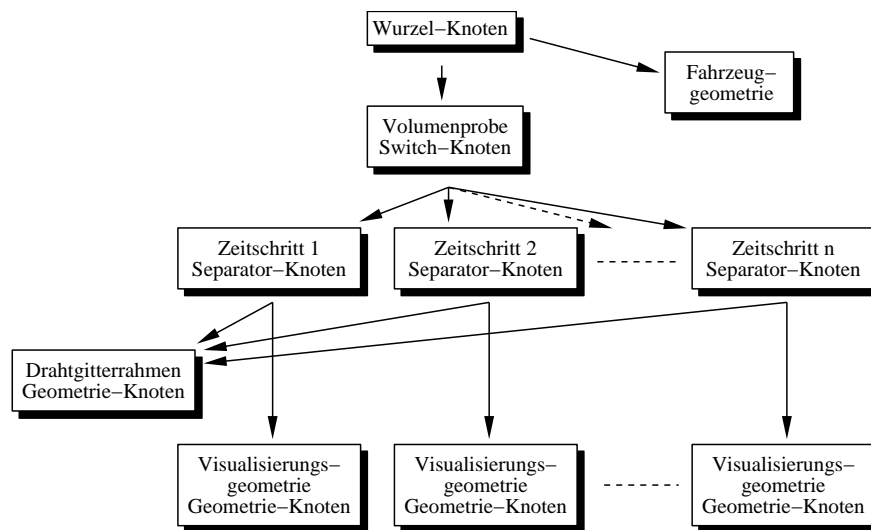 Wurzel−Knoten
Fahrzeug−
geometrie
Volumenprobe
Switch−Knoten
Zeitschritt 1
Separator−Knoten
Zeitschritt 2
Separator−Knoten
Zeitschritt n
Separator−Knoten
Drahtgitterrahmen
Geometrie−Knoten
Visualisierungs−
geometrie
Geometrie−Knoten
Visualisierungs−
geometrie
Geometrie−Knoten
Visualisierungs−
geometrie
Geometrie−Knoten